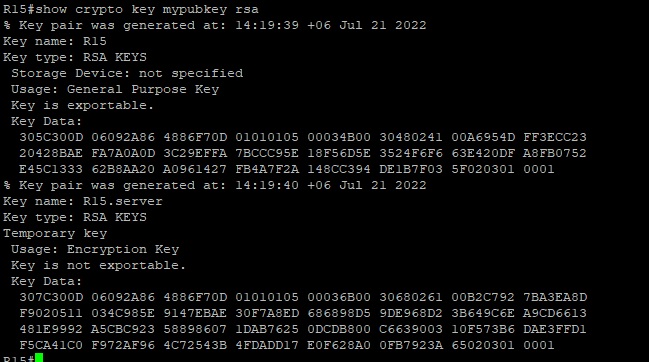 R15#show crypto key mypubkey rsa
% Key pair was generated at: 14:19:39 +06 Jul 21 2022
Key name: R15
Key type: RSA KEYS
 Storage Device: not specified
 Usage: General Purpose Key
 Key is exportable.
 Key Data:
  305C300D 06092A86 4886F70D 01010105 00034B00 30480241 00A6954D FF3ECC23
  20428BAE FA7A0A0D 3C29EFFA 7BCCC95E 18F56D5E 3524F6F6 63E420DF A8FB0752
  E45C1333 62B8AA20 A0961427 FB4A7F2A 148CC394 DE1B7F03 5F020301 0001
% Key pair was generated at: 14:19:40 +06 Jul 21 2022
Key name: R15.server
Key type: RSA KEYS
Temporary key
 Usage: Encryption Key
 Key is not exportable.
 Key Data:
  307C300D 06092A86 4886F70D 01010105 00036B00 30680261 00B2C792 7BA3EA8D
  F9020511 034C985E 9147EBAE 30F7A8ED 686898D5 9DE968D2 3B649C6E A9CD6613
  481E9992 A5CBC923 58898607 1DAB7625 0DCDB800 C6639003 10F573B6 DAE3FFD1
  F5CA41C0 F972AF96 4C72543B 4FDADD17 E0F628A0 0FB7923A 65020301 0001
R15#